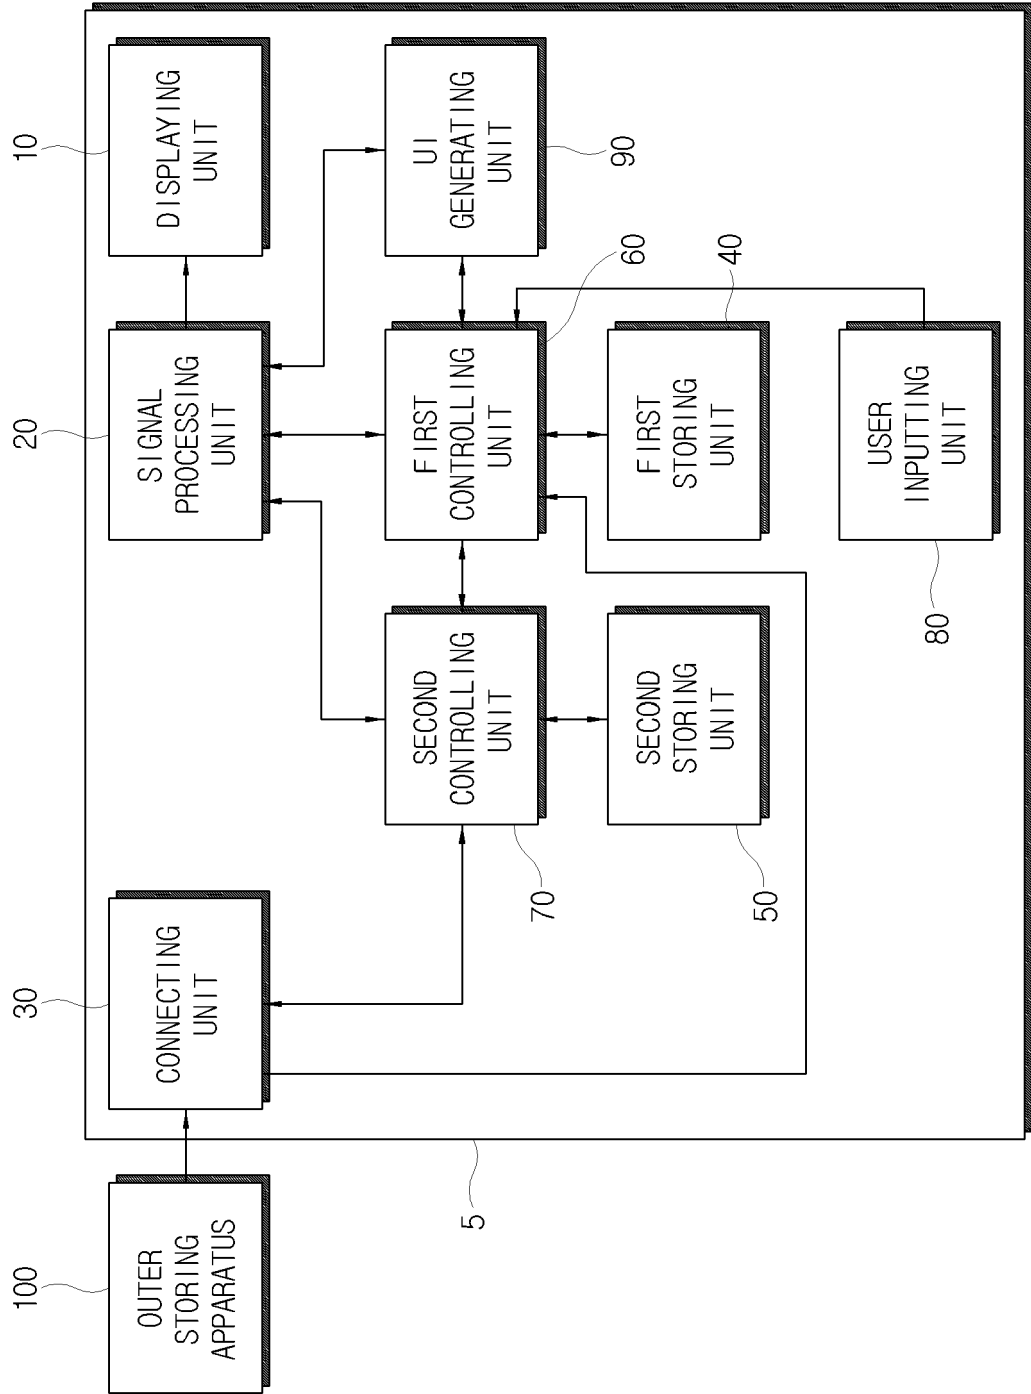 100
30
20
10
OUTER
STORING
APPARATUS
CONNECTING
UNIT
SIGNAL
PROCESSING
UNIT
DISPLAYING
UNIT
SECOND
CONTROLLING
UNIT
FIRST
CONTROLLING
UNIT
UI
GENERATING
UNIT
70
60
90
5
SECOND
STORING
UNIT
FIRST
STORING
UNIT
50
40
USER
INPUTTING
UNIT
80